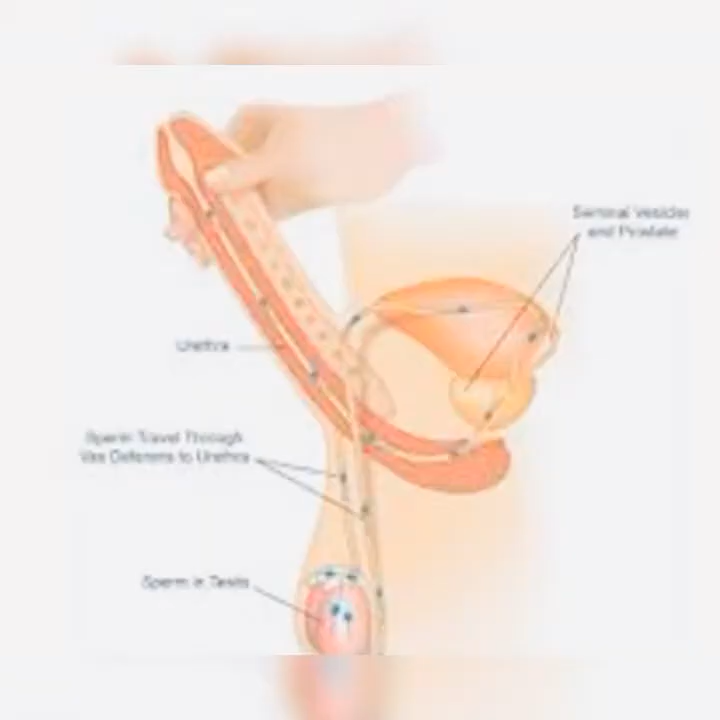 Seminal Vesicles
and Prostate
Urethra
Sperm Travel Through
Vas Deferens to Urethra
Sperm in Testis